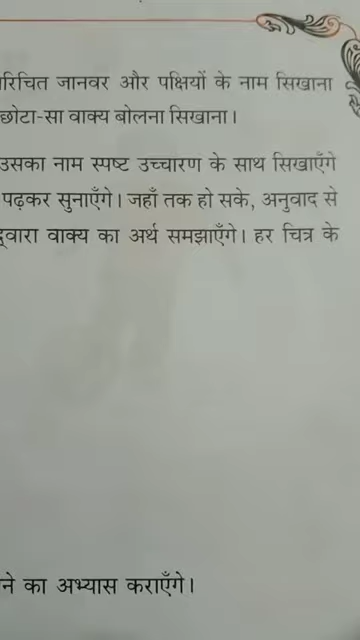 रिचित जानवर और पक्षियों के नाम सिखाना
छोटा-सा वाक्य बोलना सिखाना।
उसका नाम स्पष्ट उच्चारण के साथ सिखाएँगे
पढ़कर सुनाएँगे। जहाँ तक हो सके, अनुवाद से
द्वारा वाक्य का अर्थ समझाएँगे। हर चित्र के
ने का अभ्यास कराएँगे।